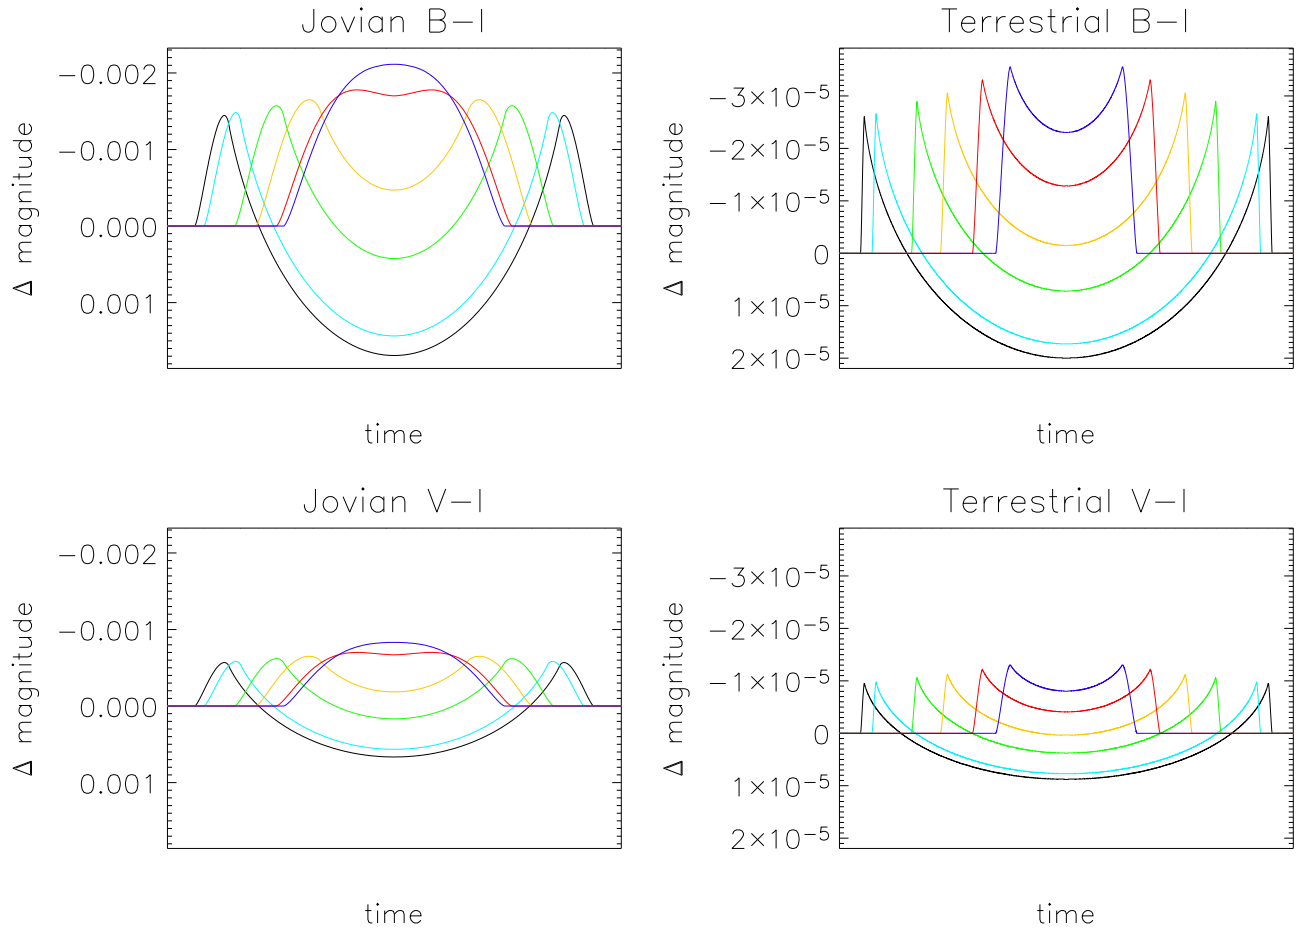 Jovian B−I
−0.002
−0.001
0.000
0.001
Δ magnitude
time
Terrestrial B−I
−3×10⁻⁵
−2×10⁻⁵
−1×10⁻⁵
0
1×10⁻⁵
2×10⁻⁵
Δ magnitude
time
Jovian V−I
−0.002
−0.001
0.000
0.001
Δ magnitude
time
Terrestrial V−I
−3×10⁻⁵
−2×10⁻⁵
−1×10⁻⁵
0
1×10⁻⁵
2×10⁻⁵
Δ magnitude
time